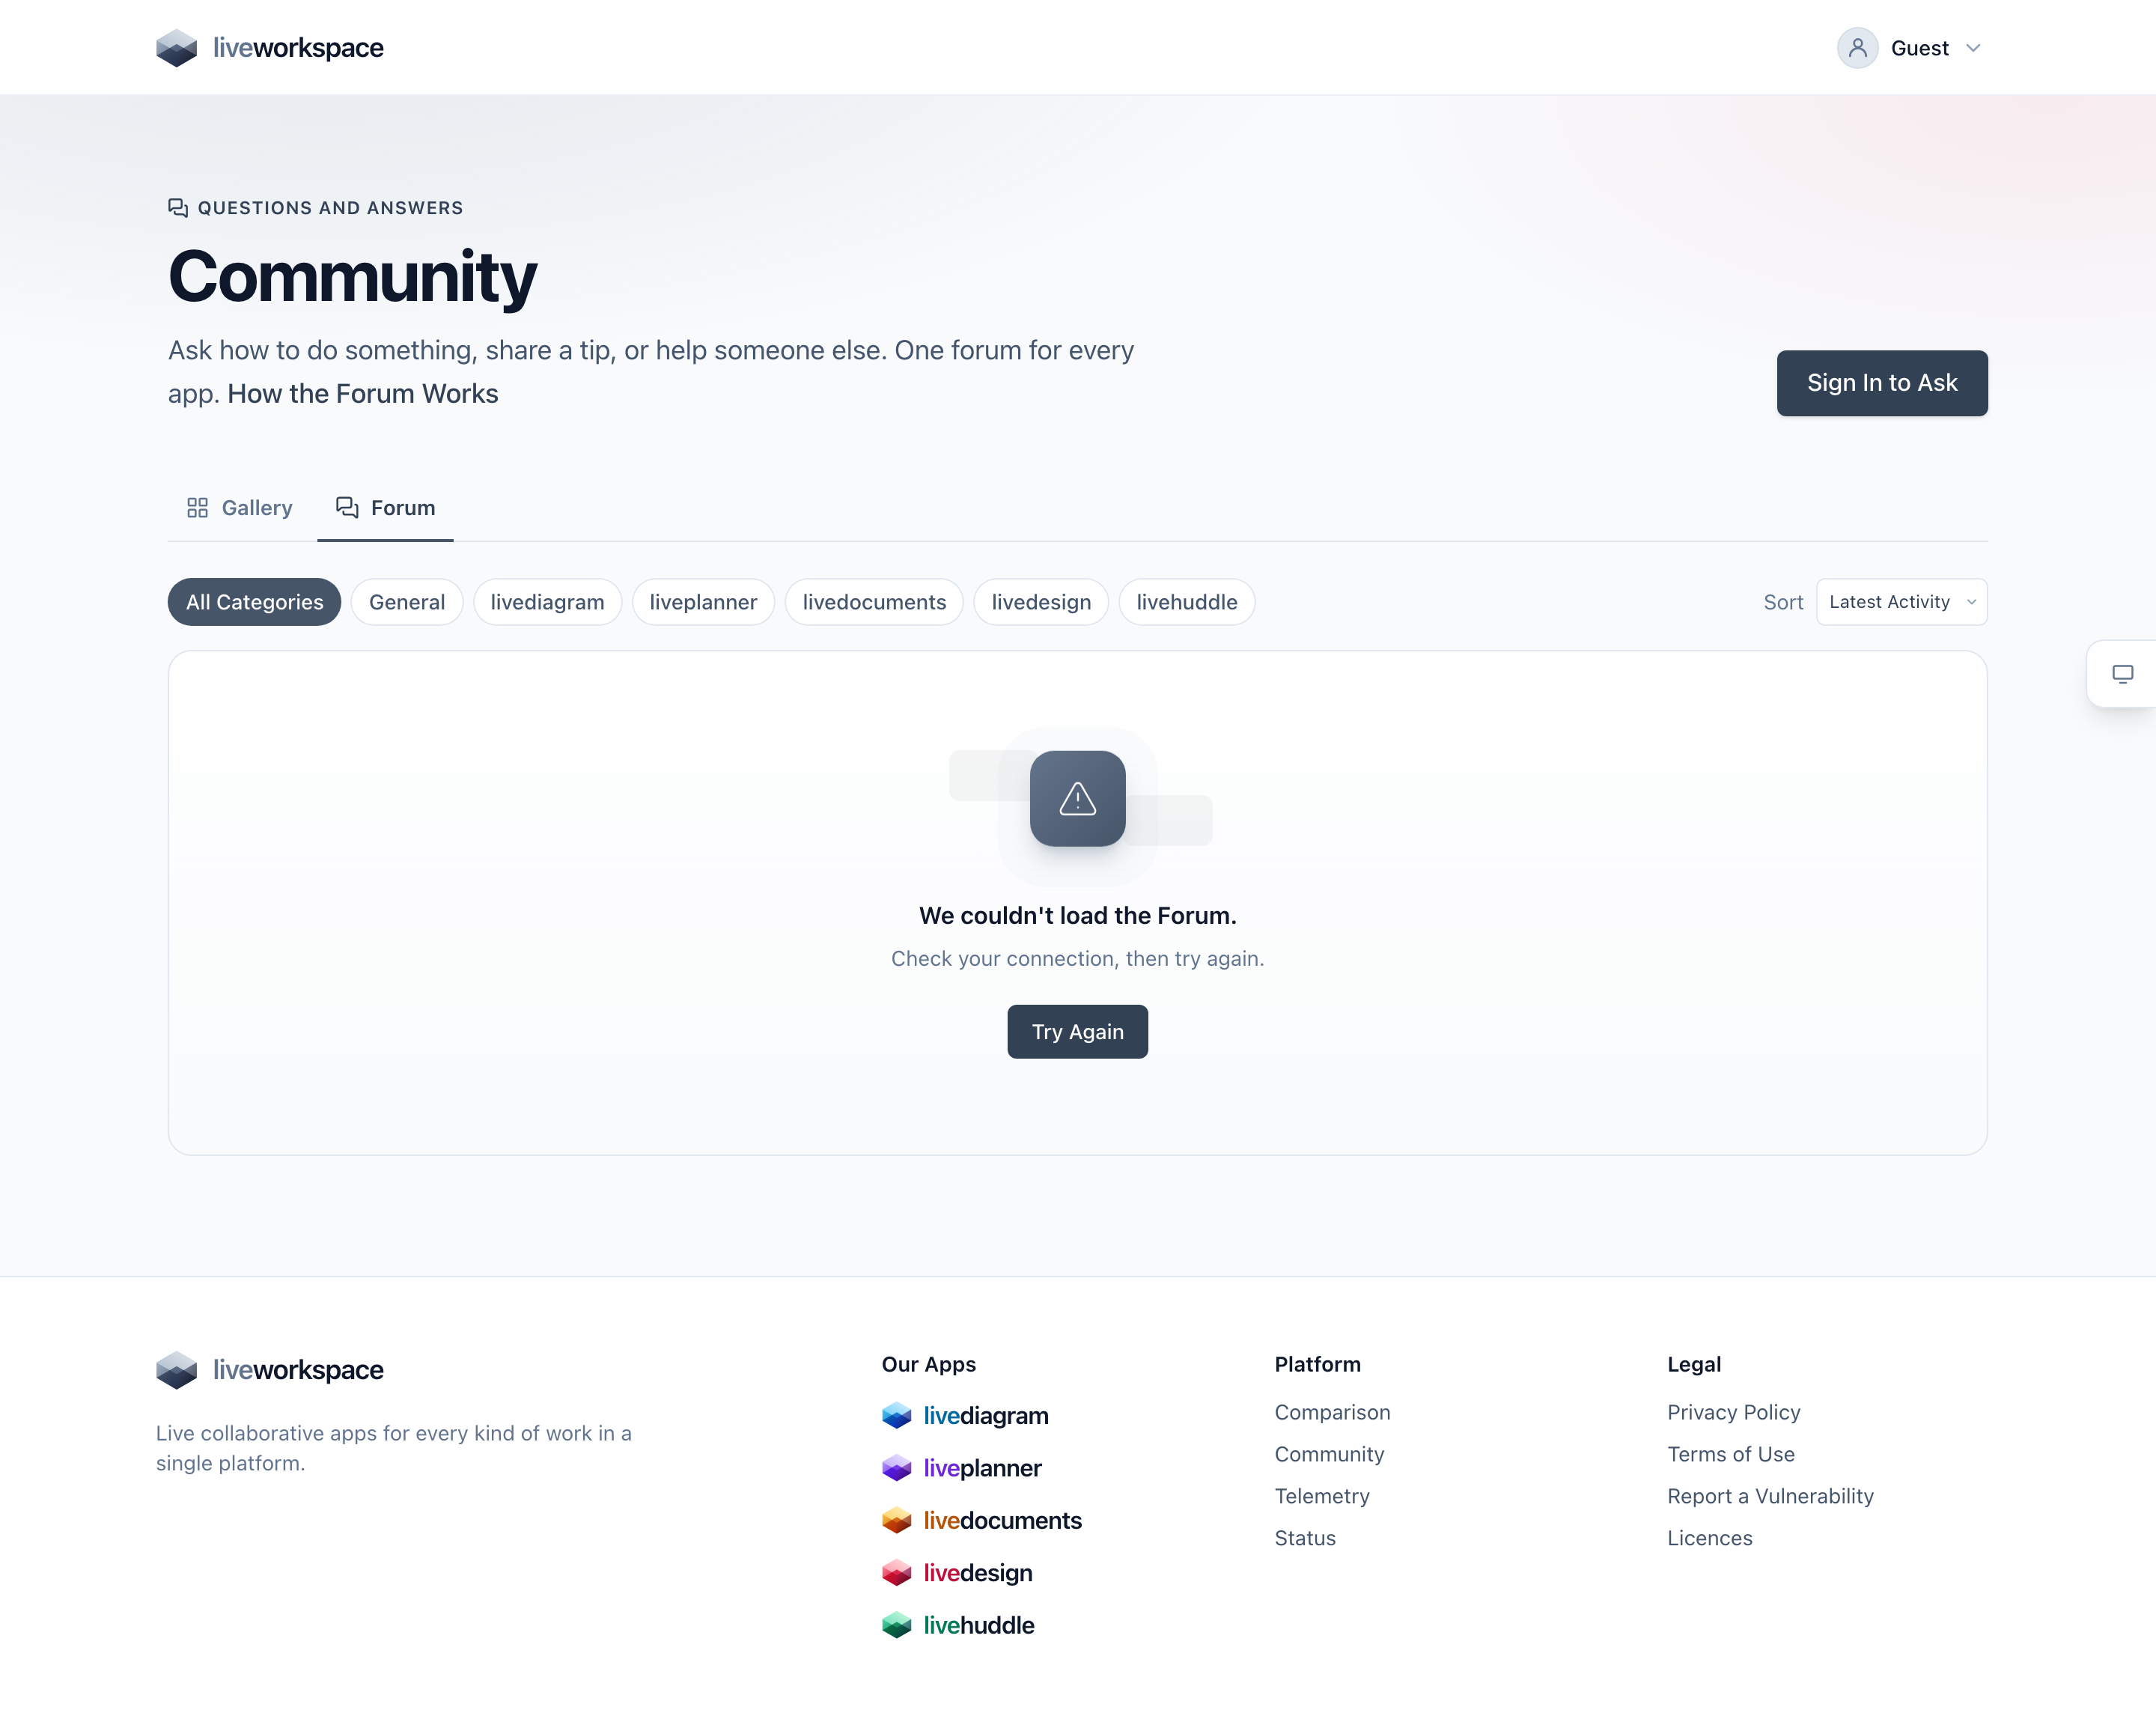 liveworkspace
Guest
QUESTIONS AND ANSWERS
Community
Ask how to do something, share a tip, or help someone else. One forum for every
app. How the Forum Works
Sign In to Ask
Gallery
Forum
All Categories
General
livediagram
liveplanner
livedocuments
livedesign
livehuddle
Sort
Latest Activity
We couldn't load the Forum.
Check your connection, then try again.
Try Again
liveworkspace
Live collaborative apps for every kind of work in a
single platform.
Our Apps
livediagram
liveplanner
livedocuments
livedesign
livehuddle
Platform
Comparison
Community
Telemetry
Status
Legal
Privacy Policy
Terms of Use
Report a Vulnerability
Licences